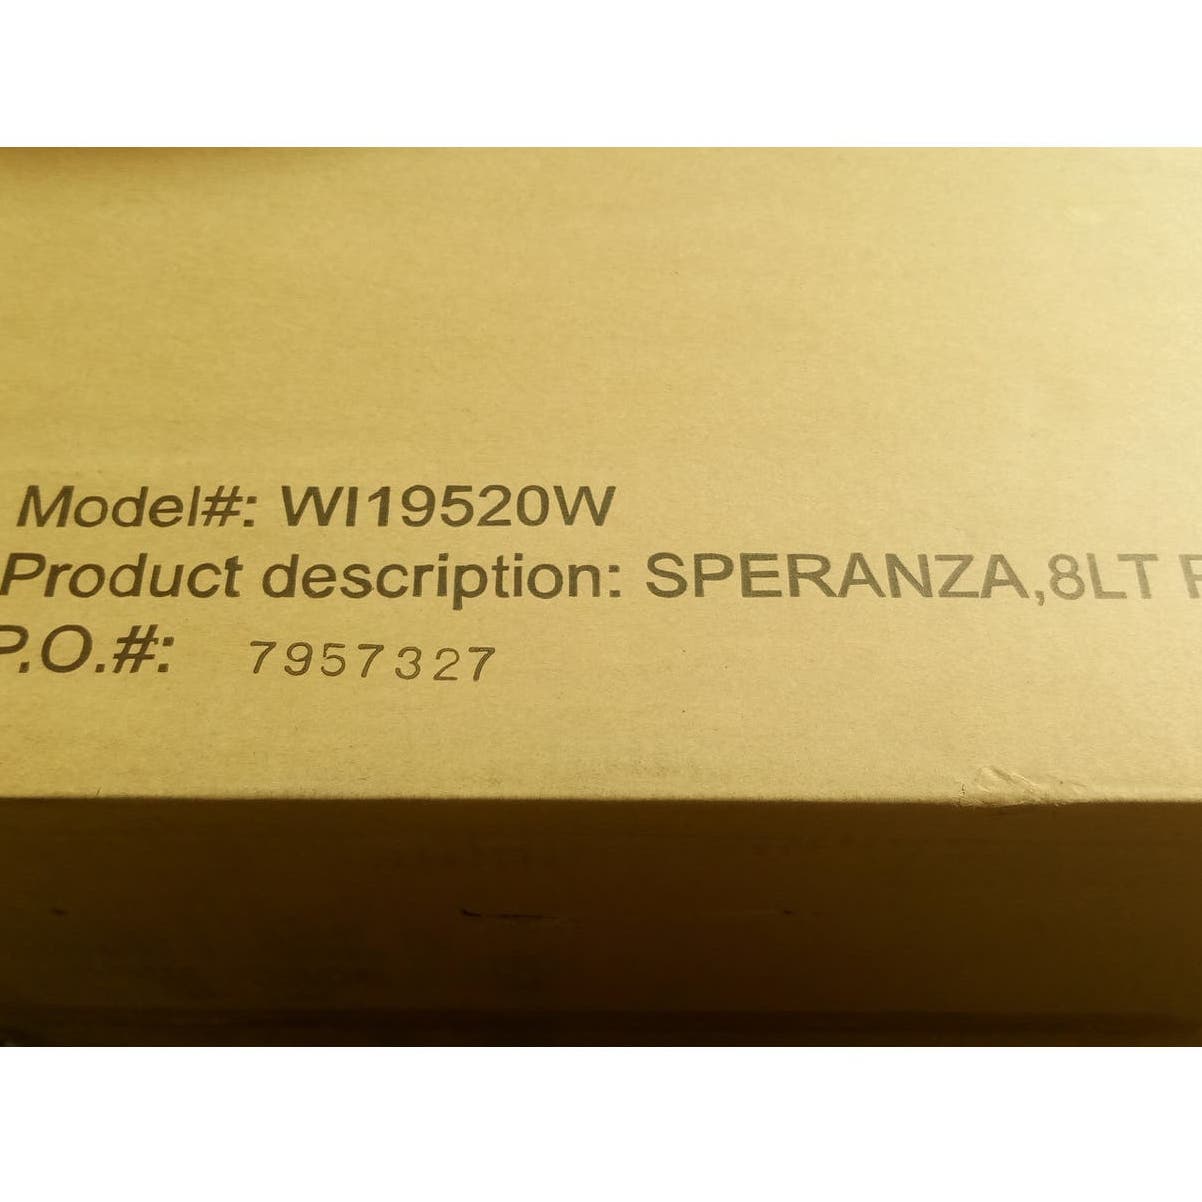 Model#: WI19520W
Product description: SPERANZA,8LT
P.O.#: 7957327